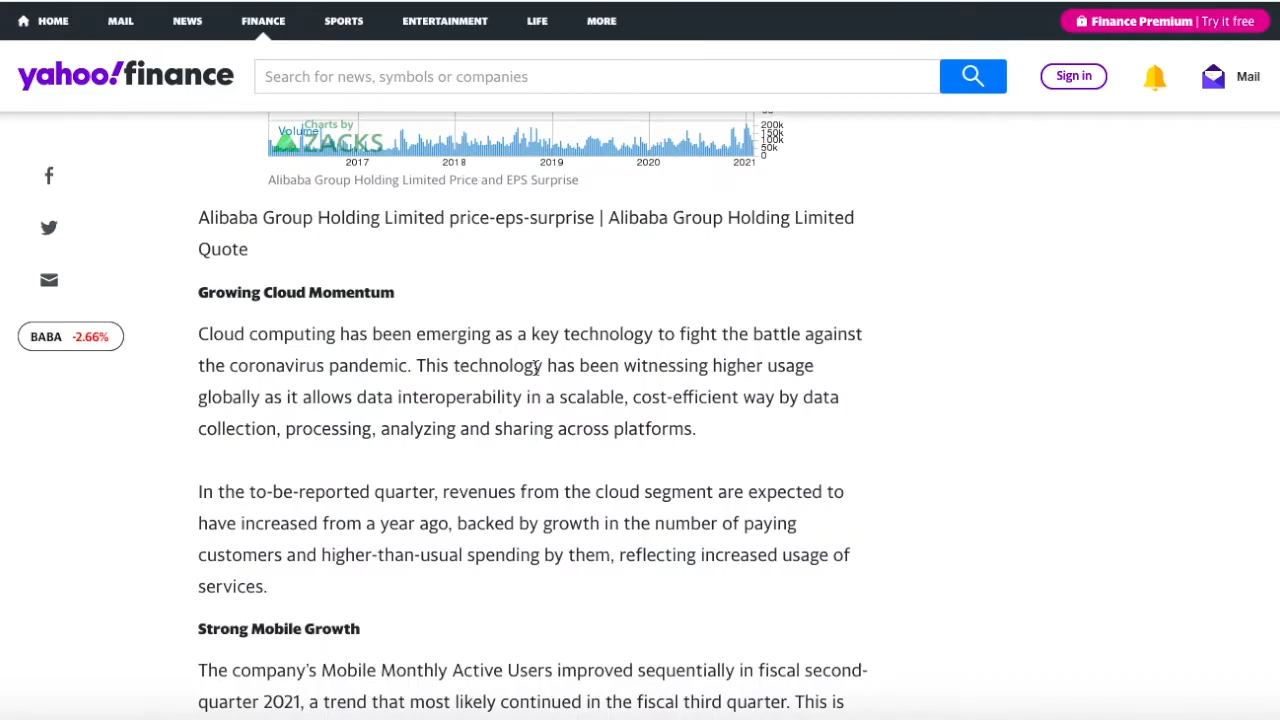 HOME MAIL NEWS FINANCE SPORTS ENTERTAINMENT LIFE MORE Finance Premium | Try it free
yahoo!finance Search for news, symbols or companies Sign in Mail
Charts by
Volume
ZACKS
200k
150k
100k
50k
0
2017 2018 2019 2020 2021
Alibaba Group Holding Limited Price and EPS Surprise
Alibaba Group Holding Limited price-eps-surprise | Alibaba Group Holding Limited
Quote
Growing Cloud Momentum
BABA -2.66%
Cloud computing has been emerging as a key technology to fight the battle against
the coronavirus pandemic. This technology has been witnessing higher usage
globally as it allows data interoperability in a scalable, cost-efficient way by data
collection, processing, analyzing and sharing across platforms.
In the to-be-reported quarter, revenues from the cloud segment are expected to
have increased from a year ago, backed by growth in the number of paying
customers and higher-than-usual spending by them, reflecting increased usage of
services.
Strong Mobile Growth
The company's Mobile Monthly Active Users improved sequentially in fiscal second-
quarter 2021, a trend that most likely continued in the fiscal third quarter. This is